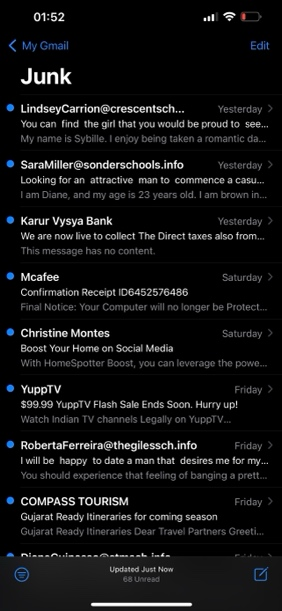 01:52
My Gmail
Edit
Junk
LindseyCarrion@crescentsch...
Yesterday
You can find the girl that you would be proud to see...
My name is Sybille. I enjoy being taken a romantic da...
SaraMiller@sonderschools.info
Yesterday
Looking for an attractive man to commence a casu...
I am Diane, and my age is 23 years old. I am brown in...
Karur Vysya Bank
Yesterday
We are now live to collect The Direct taxes also from...
This message has no content.
Mcafee
Saturday
Confirmation Receipt ID6452576486
Final Notice: Your Computer will no longer be Protect...
Christine Montes
Saturday
Boost Your Home on Social Media
With HomeSpotter Boost, you can leverage the powe...
YuppTV
Friday
$99.99 YuppTV Flash Sale Ends Soon. Hurry up!
Watch Indian TV channels Legally on YuppTV...
RobertaFerreira@thegilessch.info
Friday
I will be happy to date a man that desires me for my...
You should experience that feeling of banging a prett...
COMPASS TOURISM
Friday
Gujarat Ready Itineraries for coming season
Gujarat Ready Itineraries Dear Travel Partners Greeti...
Friday
Updated Just Now
68 Unread